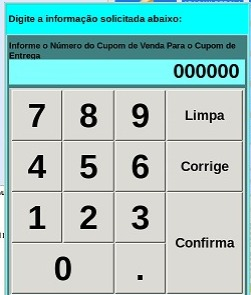 Digite a informação solicitada abaixo:
Informe o Número do Cupom de Venda Para o Cupom de
Entrega
000000
7 8 9 Limpa
4 5 6 Corrige
1 2 3
Confirma
0 .